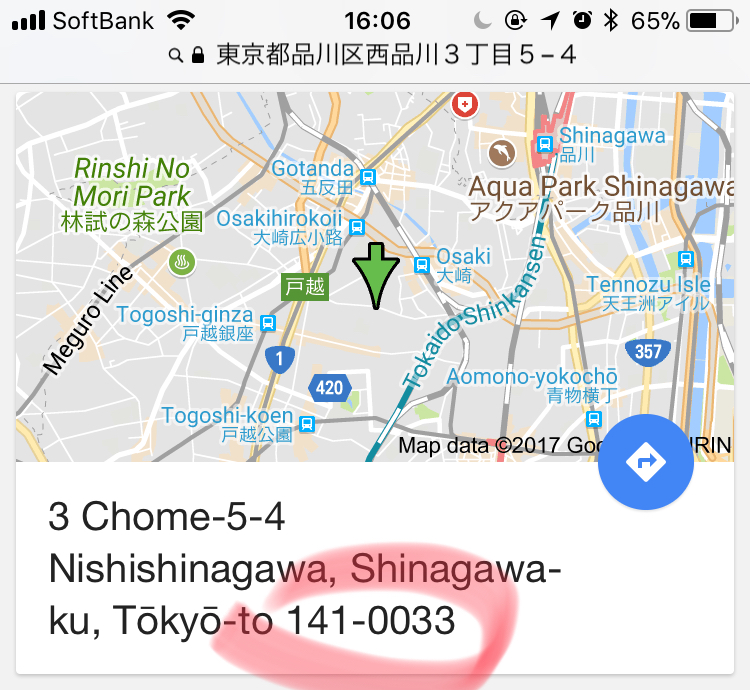 SoftBank 16:06 65%
東京都品川区西品川３丁目５−４
Shinagawa
品川
Gotanda
五反田
Rinshi No
Mori Park
林試の森公園
Aqua Park Shinagawa
アクアパーク品川
Osakihirokoji
大崎広小路
Osaki
大崎
戸越
Tennozu Isle
天王洲アイル
Meguro Line
Togoshi-ginza
戸越銀座
Tokaido Shinkansen
1
357
420
Aomono-yokochō
青物横丁
Togoshi-koen
戸越公園
Map data ©2017 Goo IRIN
3 Chome-5-4
Nishishinagawa, Shinagawa-
ku, Tōkyō-to 141-0033